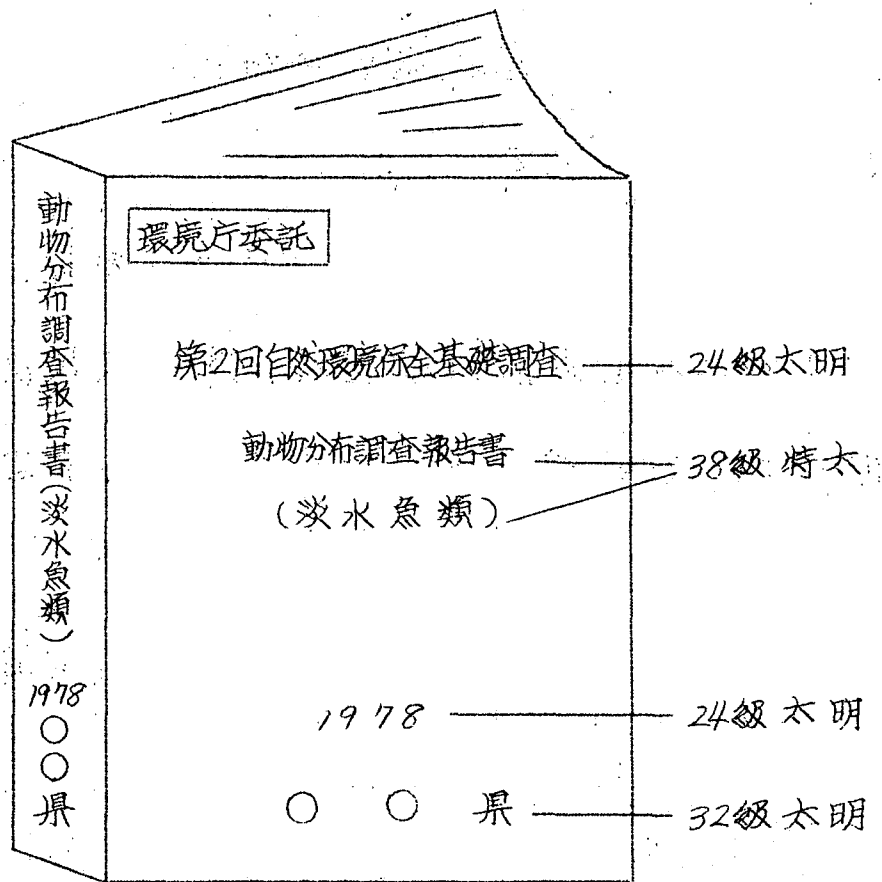 動物分布調査報告書(淡水魚類)
1978
○○県
環境庁委託
第2回自然環境保全基礎調査
24級太明
動物分布調査報告書
38級特太
(淡水魚類)
1978
24級太明
○○県
32級太明